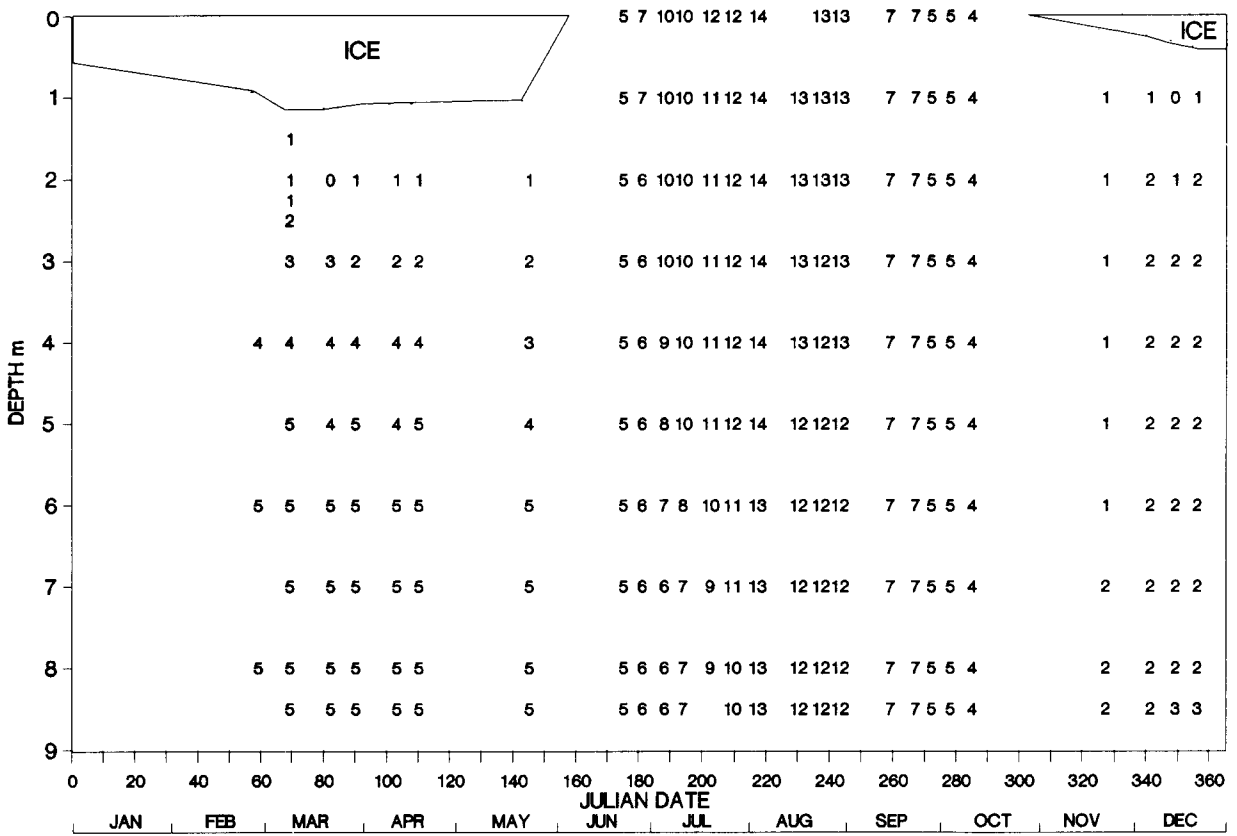 0 5 7 10 10 12 12 14 13 13 7 7 5 5 4
ICE ICE
1 5 7 10 10 11 12 14 13 13 13 7 7 5 5 4 1 1 0 1
1
2 1 0 1 1 1 1 5 6 10 10 11 12 14 13 13 13 7 7 5 5 4 1 2 1 2
1
2
3 3 3 2 2 2 2 5 6 10 10 11 12 14 13 12 13 7 7 5 5 4 1 2 2 2
4 4 4 4 4 4 4 3 5 6 9 10 11 12 14 13 12 13 7 7 5 5 4 1 2 2 2
DEPTH m
5 5 4 5 4 5 4 5 6 8 10 11 12 14 12 12 12 7 7 5 5 4 1 2 2 2
6 5 5 5 5 5 5 5 5 6 7 8 10 11 13 12 12 12 7 7 5 5 4 1 2 2 2
7 5 5 5 5 5 5 5 6 6 7 9 11 13 12 12 12 7 7 5 5 4 2 2 2 2
8 5 5 5 5 5 5 5 5 6 6 7 9 10 13 12 12 12 7 7 5 5 4 2 2 2 2
5 5 5 5 5 5 5 6 6 7 10 13 12 12 12 7 7 5 5 4 2 2 3 3
9
0 20 40 60 80 100 120 140 160 180 200 220 240 260 280 300 320 340 360
JULIAN DATE
JAN FEB MAR APR MAY JUN JUL AUG SEP OCT NOV DEC